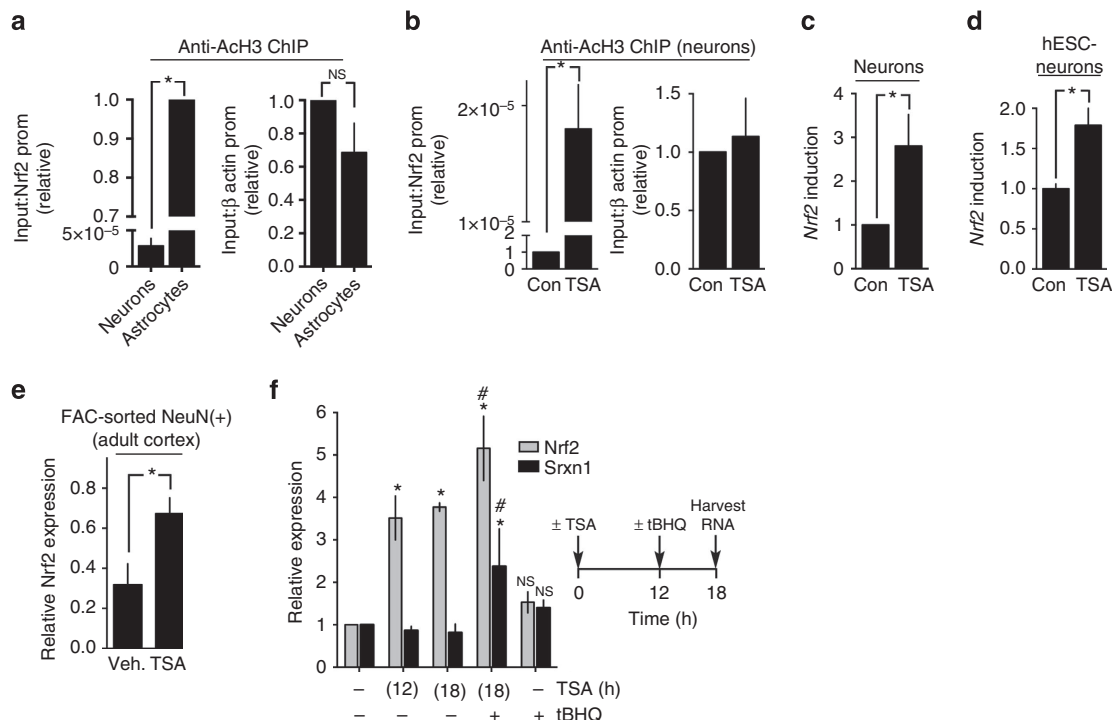 a
Anti-AcH3 ChIP
*
NS
Input:Nrf2 prom
(relative)
1.0
0.9
0.8
0.7
5×10⁻⁵
0
Neurons
Astrocytes
Input:β actin prom
(relative)
1.0
0.8
0.6
0.4
0.2
0.0
Neurons
Astrocytes
b
Anti-AcH3 ChIP (neurons)
*
Input:Nrf2 prom
(relative)
2×10⁻⁵
1×10⁻⁵
2
1
0
Con TSA
Input:β actin prom
(relative)
1.5
1.0
0.5
0.0
Con TSA
c
Neurons
*
Nrf2 induction
4
3
2
1
0
Con TSA
d
hESC-
neurons
*
Nrf2 induction
2.0
1.5
1.0
0.5
0.0
Con TSA
e
FAC-sorted NeuN(+)
(adult cortex)
*
Relative Nrf2 expression
0.8
0.6
0.4
0.2
0.0
Veh. TSA
f
Relative expression
6
5
4
3
2
1
0
*
*
#
*
#
*
NS
NS
Nrf2
Srxn1
– (12) (18) (18) – TSA (h)
– – – + + tBHQ
± TSA
± tBHQ
Harvest
RNA
0 12 18
Time (h)